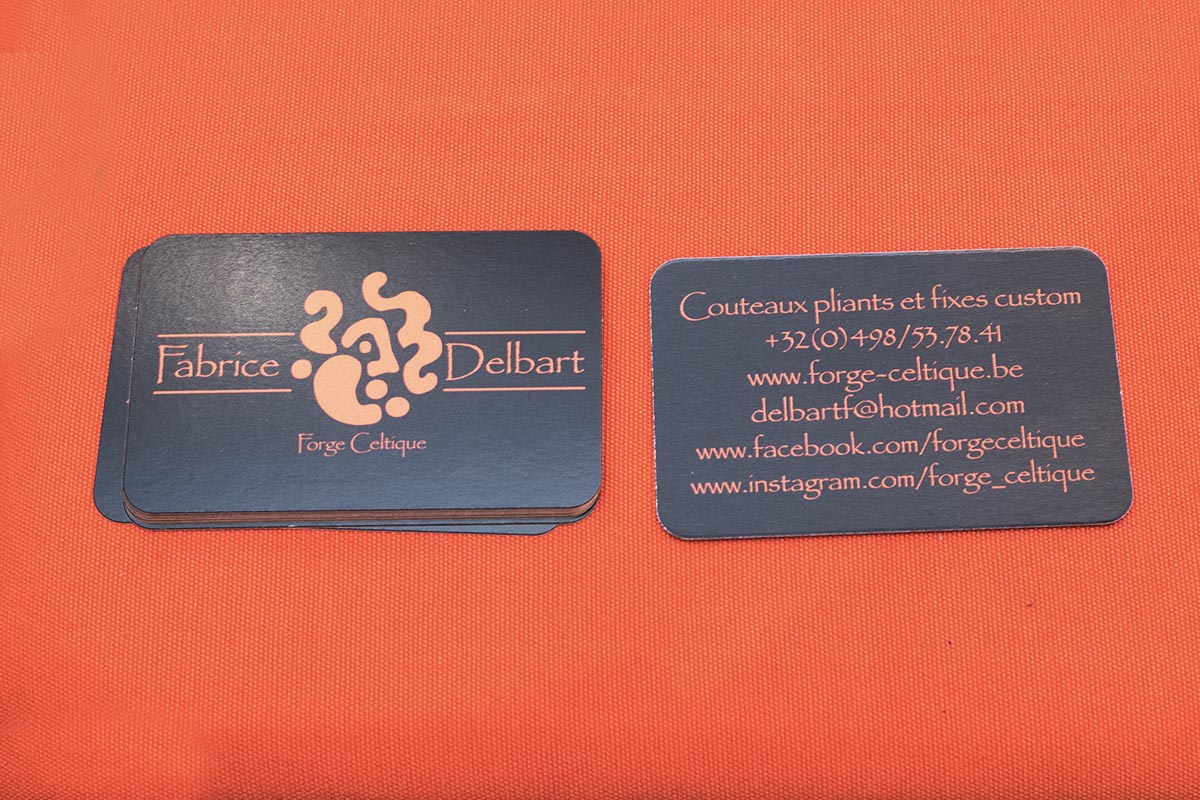 Fabrice Delbart
Forge Celtique
Couteaux pliants et fixes custom
+32(0)498/53.78.41
www.forge-celtique.be
delbartf@hotmail.com
www.facebook.com/forgeceltique
www.instagram.com/forge_celtique